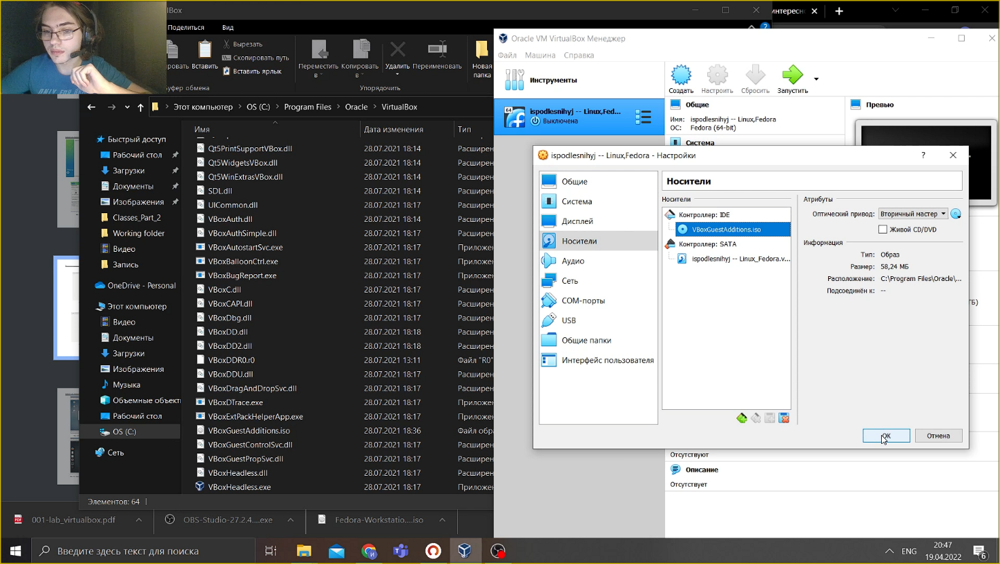 lBox
Поделиться
Вид
Вырезать
Скопировать путь
Вставить ярлык
ровать
Вставить
Переместить в
Копировать в
Удалить
Переименовать
Новая папка
уфер обмена
Упорядочить
Этот компьютер
OS (C:)
Program Files
Oracle
VirtualBox
Имя
Дата изменения
Тип
Быстрый доступ
Рабочий стол
Загрузки
Документы
Изображения
Classes_Part_2
Working folder
Видео
Запись
OneDrive - Personal
Этот компьютер
Видео
Документы
Загрузки
Изображения
Музыка
Объемные объект
Рабочий стол
OS (C:)
Сеть
Qt5PrintSupportVBox.dll 28.07.2021 18:14 Расширен
Qt5WidgetsVBox.dll 28.07.2021 18:14 Расширен
Qt5WinExtrasVBox.dll 28.07.2021 18:14 Расширен
SDL.dll 28.07.2021 18:14 Расширен
UICommon.dll 28.07.2021 18:17 Расширен
VBoxAuth.dll 28.07.2021 18:17 Расширен
VBoxAuthSimple.dll 28.07.2021 18:17 Расширен
VBoxAutostartSvc.exe 28.07.2021 18:17 Приложе
VBoxBalloonCtrl.exe 28.07.2021 18:17 Приложе
VBoxBugReport.exe 28.07.2021 18:17 Приложе
VBoxC.dll 28.07.2021 18:17 Расширен
VBoxCAPI.dll 28.07.2021 18:17 Расширен
VBoxDbg.dll 28.07.2021 18:17 Расширен
VBoxDD.dll 28.07.2021 18:18 Расширен
VBoxDD2.dll 28.07.2021 18:18 Расширен
VBoxDDR0.r0 28.07.2021 13:11 Файл "R0"
VBoxDDU.dll 28.07.2021 18:17 Расширен
VBoxDragAndDropSvc.dll 28.07.2021 18:17 Расширен
VBoxDTrace.exe 28.07.2021 18:17 Приложе
VBoxExtPackHelperApp.exe 28.07.2021 18:17 Приложе
VBoxGuestAdditions.iso 28.07.2021 18:36 Файл обра
VBoxGuestControlSvc.dll 28.07.2021 18:17 Расширен
VBoxGuestPropSvc.dll 28.07.2021 18:17 Расширен
VBoxHeadless.dll 28.07.2021 18:17 Расширен
VBoxHeadless.exe 28.07.2021 18:17 Приложе
Элементов: 64
интересн
Oracle VM VirtualBox Менеджер
Файл
Машина
Справка
Инструменты
Создать
Настроить
Сбросить
Запустить
64
ispodlesnihyj -- Linux,Fed...
Выключена
Общие
Имя: ispodlesnihyj -- Linux,Fedora
ОС: Fedora (64-bit)
Система
Превью
ispodlesnihyj -- Linux,Fedora - Настройки
?
Общие
Система
Дисплей
Носители
Аудио
Сеть
COM-порты
USB
Общие папки
Интерфейс пользователя
Носители
Носители
Контроллер: IDE
VBoxGuestAdditions.iso
Контроллер: SATA
ispodlesnihyj -- Linux_Fedora.v...
Атрибуты
Оптический привод: Вторичный мастер
Живой CD/DVD
Информация
Тип: Образ
Размер: 58,24 МБ
Расположение: C:\Program Files\Oracle\...
Подсоединён к: --
ОК
Отмена
Б)
Отсутствуют
Описание
Отсутствует
001-lab_virtualbox.pdf
OBS-Studio-27.2.4....exe
Fedora-Workstatio....iso
Введите здесь текст для поиска
ENG
20:47
19.04.2022
6